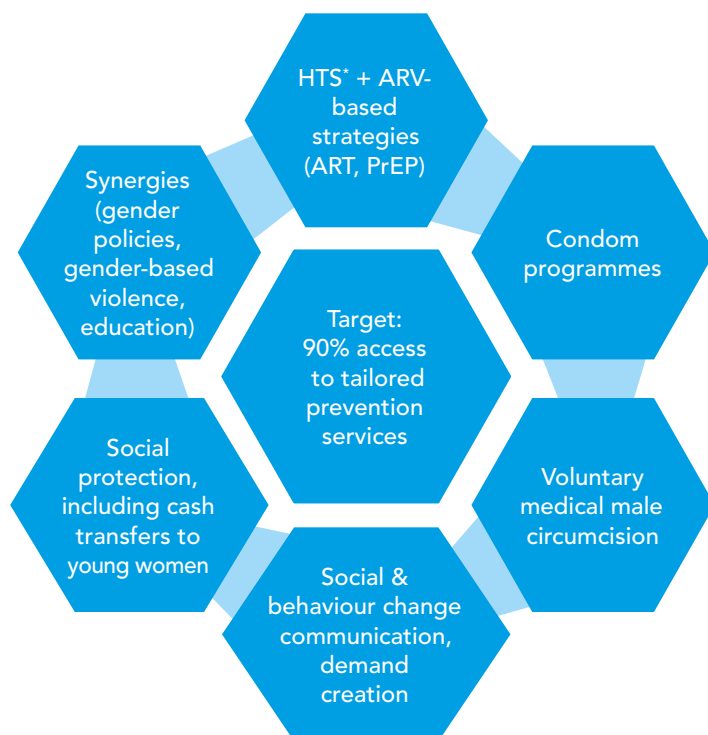 HTS* + ARV-
based
strategies
(ART, PrEP)
Synergies
(gender
policies,
gender-based
violence,
education)
Condom
programmes
Target:
90% access
to tailored
prevention
services
Social
protection,
including cash
transfers to
young women
Voluntary
medical male
circumcision
Social &
behaviour change
communication,
demand
creation